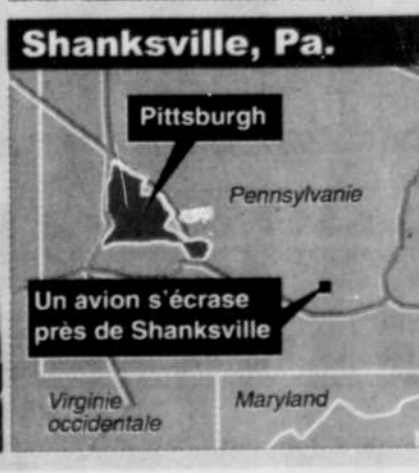 Shanksville, Pa.
Pittsburgh
Pennsylvanie
Un avion s'écrase
près de Shanksville
Virginie
occidentale
Maryland